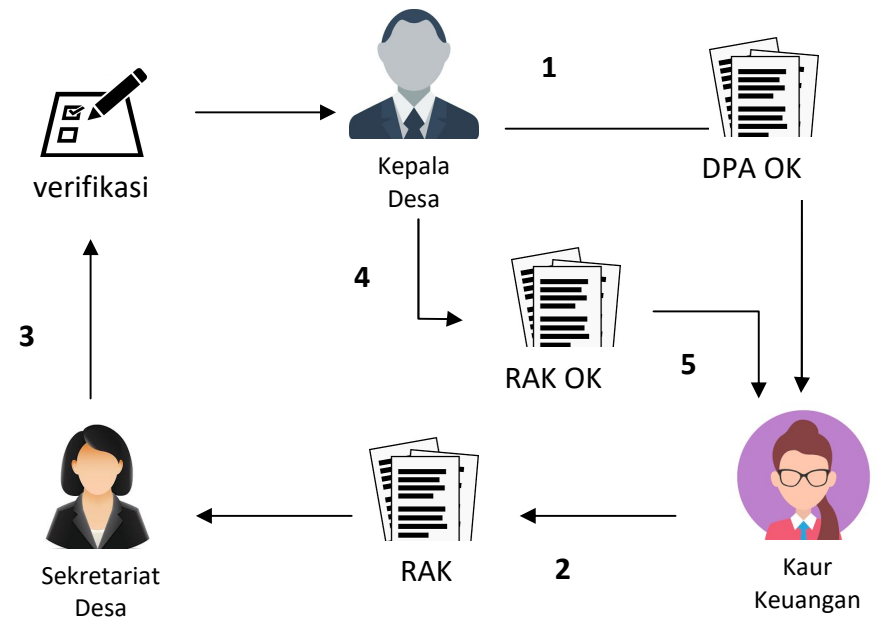 1
verifikasi
Kepala
Desa
DPA OK
4
3
RAK OK
5
Sekretariat
Desa
RAK
2
Kaur
Keuangan